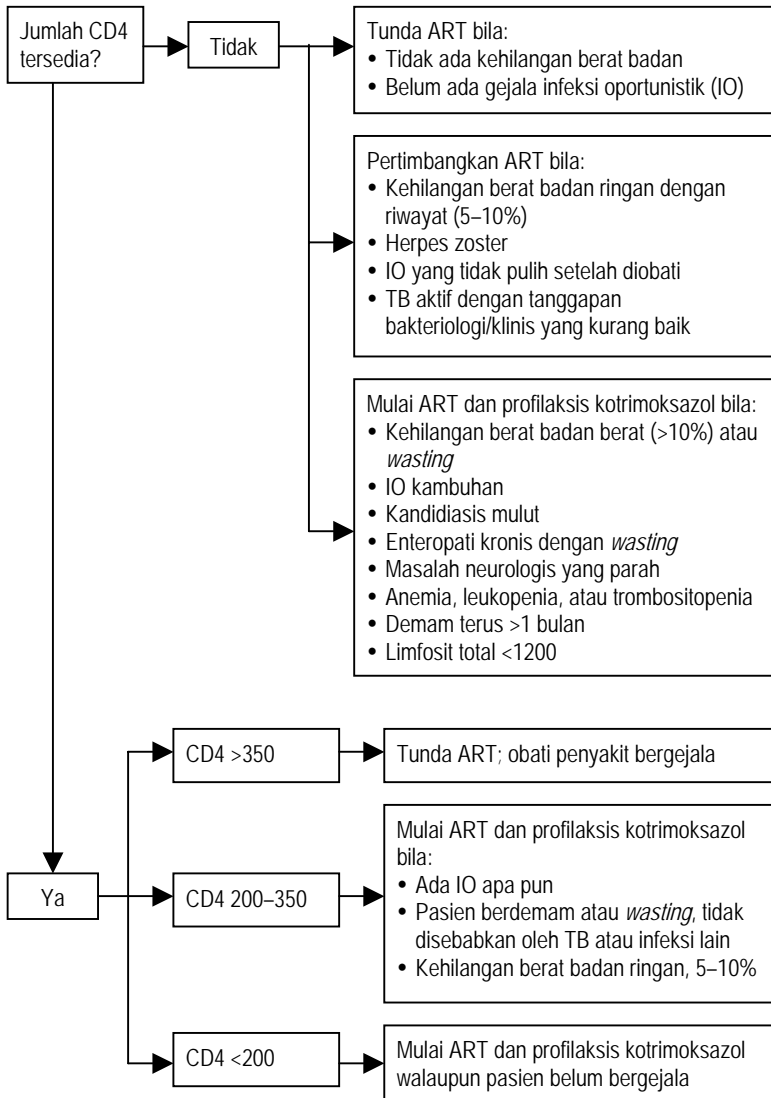 Jumlah CD4
tersedia?
Tidak
Tunda ART bila:
• Tidak ada kehilangan berat badan
• Belum ada gejala infeksi oportunistik (IO)
Pertimbangkan ART bila:
• Kehilangan berat badan ringan dengan
riwayat (5–10%)
• Herpes zoster
• IO yang tidak pulih setelah diobati
• TB aktif dengan tanggapan
bakteriologi/klinis yang kurang baik
Mulai ART dan profilaksis kotrimoksazol bila:
• Kehilangan berat badan berat (>10%) atau
wasting
• IO kambuhan
• Kandidiasis mulut
• Enteropati kronis dengan wasting
• Masalah neurologis yang parah
• Anemia, leukopenia, atau trombositopenia
• Demam terus >1 bulan
• Limfosit total <1200
Ya
CD4 >350
Tunda ART; obati penyakit bergejala
CD4 200–350
Mulai ART dan profilaksis kotrimoksazol
bila:
• Ada IO apa pun
• Pasien berdemam atau wasting, tidak
disebabkan oleh TB atau infeksi lain
• Kehilangan berat badan ringan, 5–10%
CD4 <200
Mulai ART dan profilaksis kotrimoksazol
walaupun pasien belum bergejala